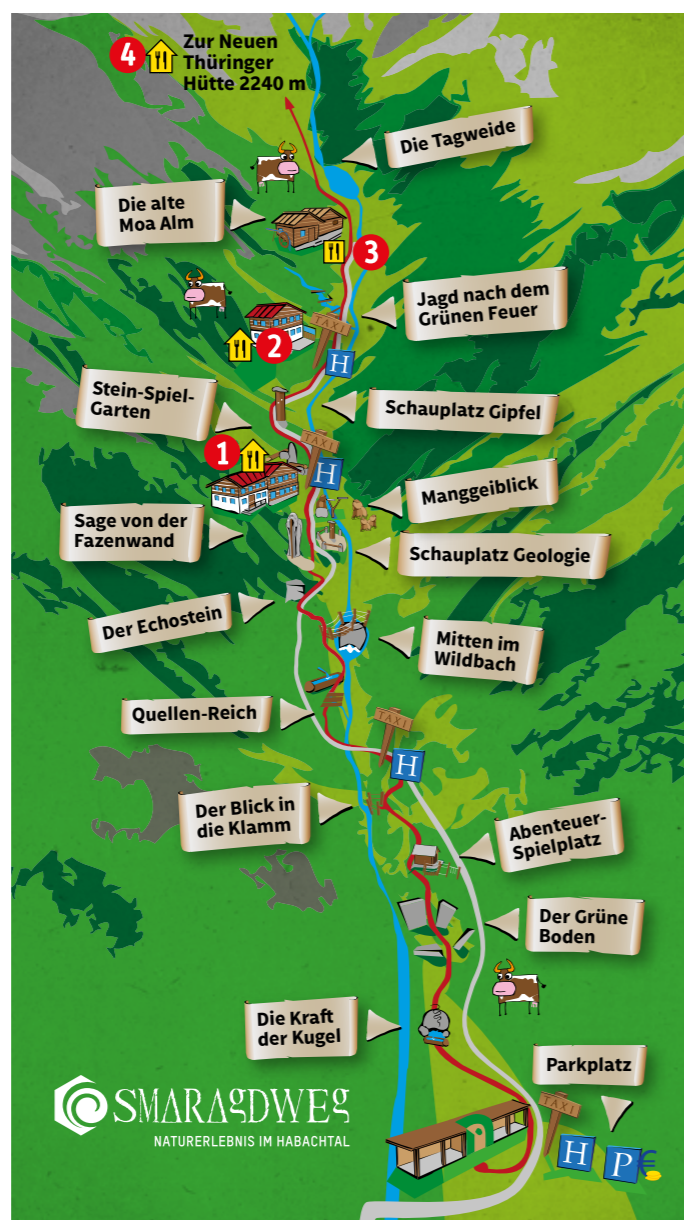 4
Zur Neuen
Thüringer
Hütte 2240 m
Die Tagweide
Die alte
Moa Alm
3
Jagd nach dem
Grünen Feuer
TAXI
2
H
Stein-Spiel-
Garten
Schauplatz Gipfel
TAXI
1
H
Manggeiblick
Sage von der
Fazenwand
Schauplatz Geologie
Der Echostein
Mitten im
Wildbach
Quellen-Reich
TAXI
H
Der Blick in
die Klamm
Abenteuer-
Spielplatz
Der Grüne
Boden
Die Kraft
der Kugel
Parkplatz
TAXI
H
P €
SMARAGDWEG
NATURERLEBNIS IM HABACHTAL